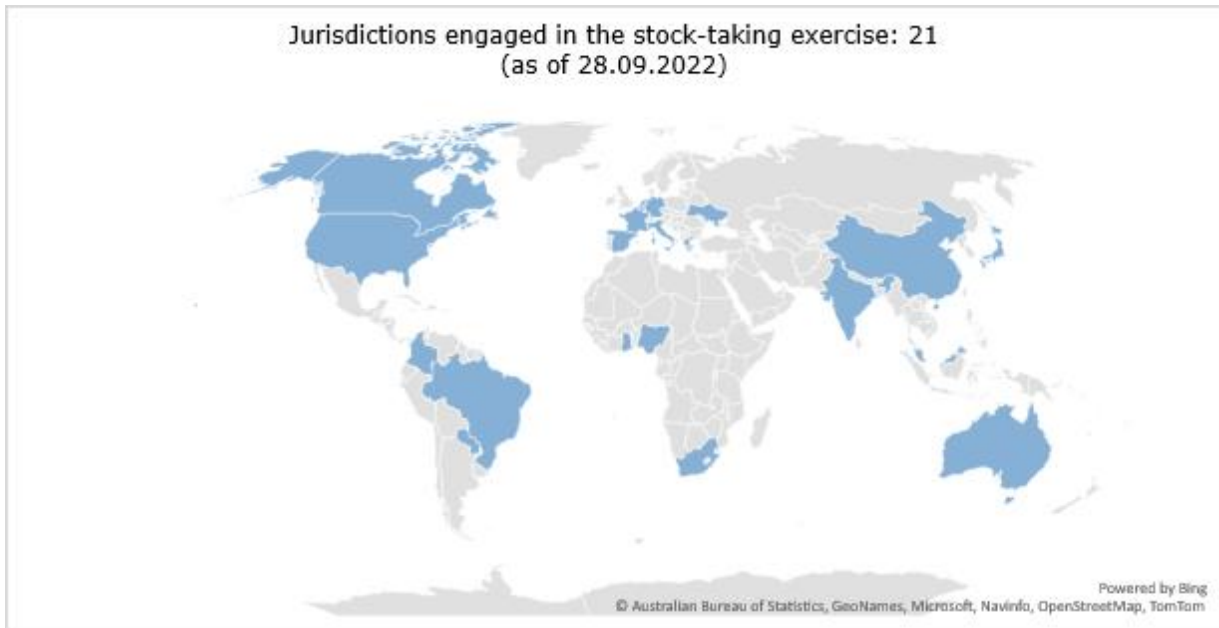 Jurisdictions engaged in the stock-taking exercise: 21
(as of 28.09.2022)
Powered by Bing
© Australian Bureau of Statistics, GeoNames, Microsoft, Navinfo, OpenStreetMap, TomTom